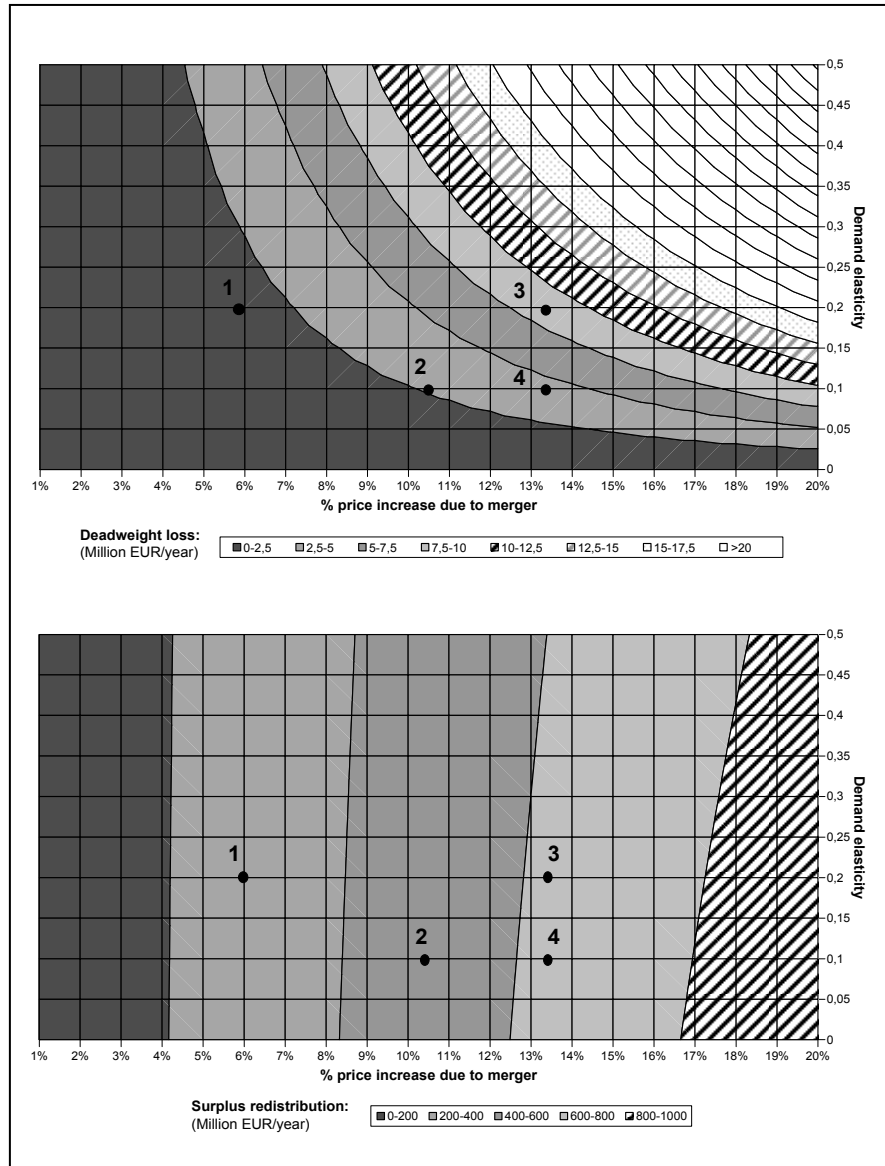 0,5
0,45
0,4
0,35
0,3
0,25
0,2
0,15
0,1
0,05
0
Demand elasticity
1
2
3
4
1% 2% 3% 4% 5% 6% 7% 8% 9% 10% 11% 12% 13% 14% 15% 16% 17% 18% 19% 20%
% price increase due to merger
Deadweight loss:
(Million EUR/year)
0-2,5 2,5-5 5-7,5 7,5-10 10-12,5 12,5-15 15-17,5 >20
0,5
0,45
0,4
0,35
0,3
0,25
0,2
0,15
0,1
0,05
0
Demand elasticity
1
2
3
4
1% 2% 3% 4% 5% 6% 7% 8% 9% 10% 11% 12% 13% 14% 15% 16% 17% 18% 19% 20%
% price increase due to merger
Surplus redistribution:
(Million EUR/year)
0-200 200-400 400-600 600-800 800-1000